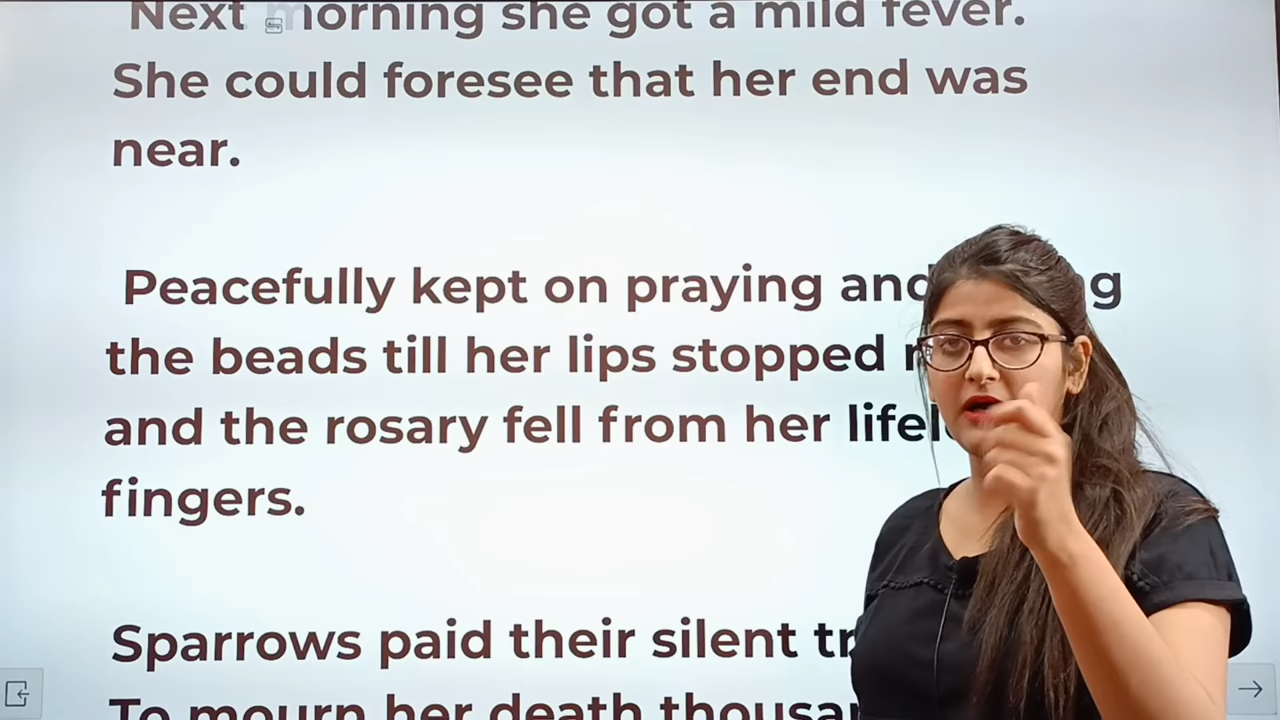 Next morning she got a mild fever.
She could foresee that her end was
near.
Peacefully kept on praying and
the beads till her lips stopped
and the rosary fell from her
fingers.
Sparrows paid their silent
To mourn her death